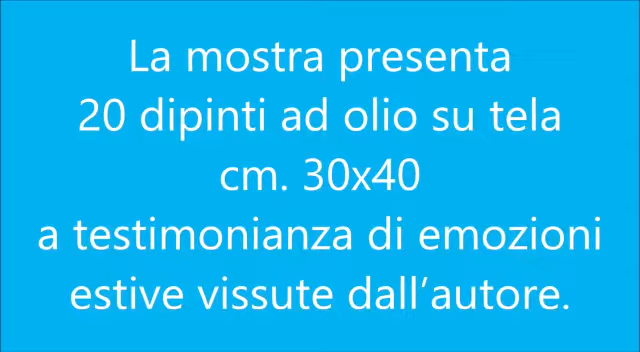 La mostra presenta
20 dipinti ad olio su tela
cm. 30x40
a testimonianza di emozioni
estive vissute dall’autore.